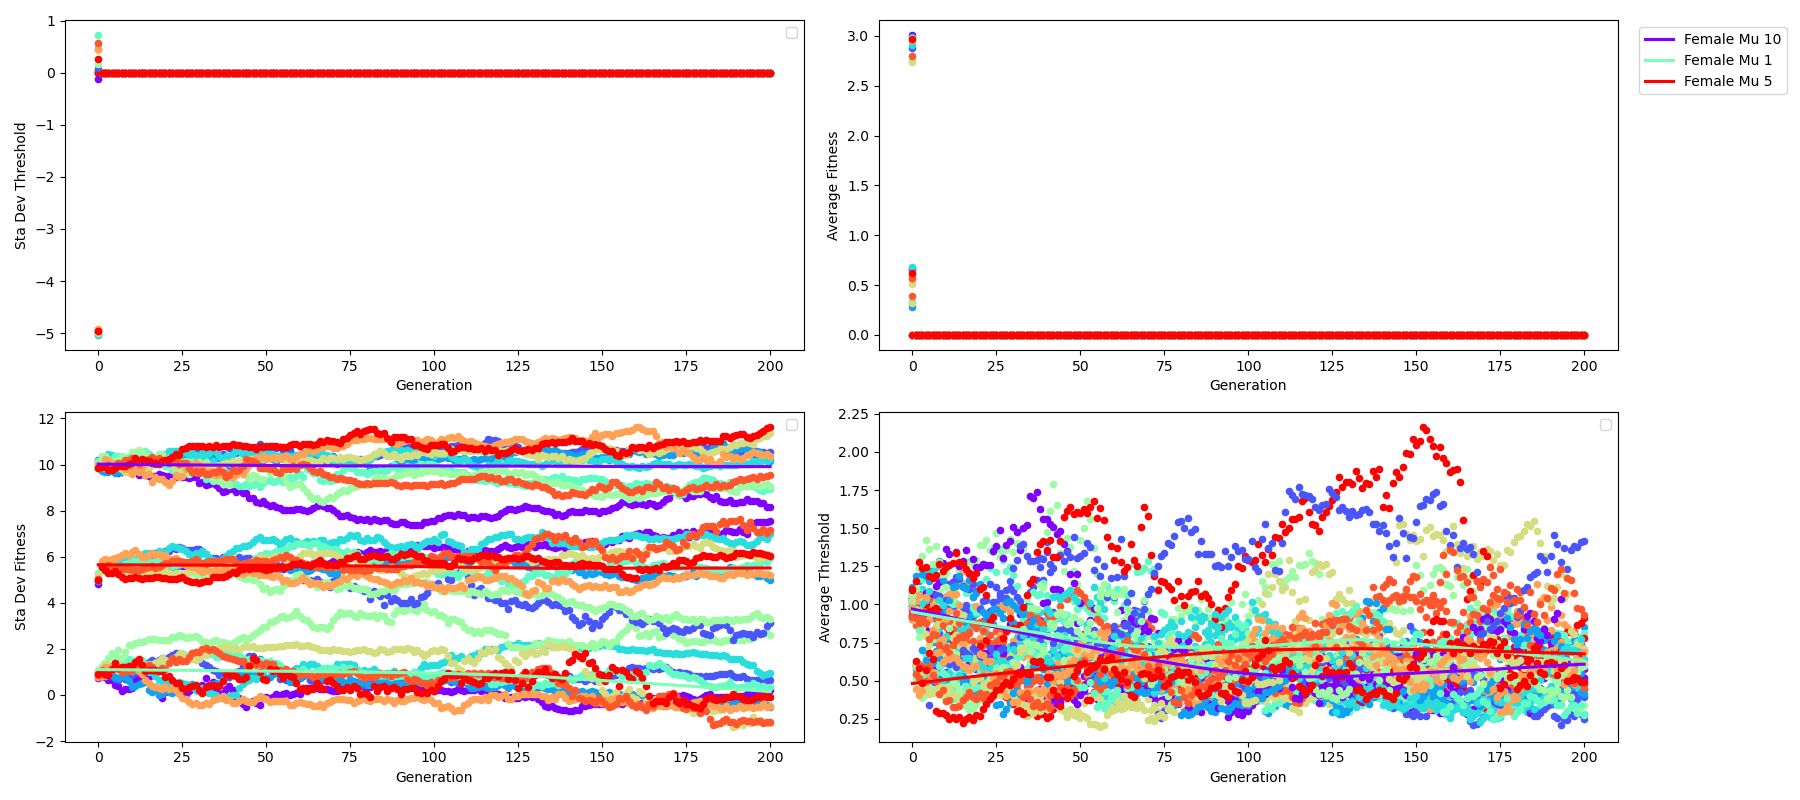 1
0
−1
−2
−3
−4
−5
Sta Dev Threshold
0 25 50 75 100 125 150 175 200
Generation
3.0
2.5
2.0
1.5
1.0
0.5
0.0
Average Fitness
0 25 50 75 100 125 150 175 200
Generation
Female Mu 10
Female Mu 1
Female Mu 5
12
10
8
6
4
2
0
−2
Sta Dev Fitness
0 25 50 75 100 125 150 175 200
Generation
2.25
2.00
1.75
1.50
1.25
1.00
0.75
0.50
0.25
Average Threshold
0 25 50 75 100 125 150 175 200
Generation